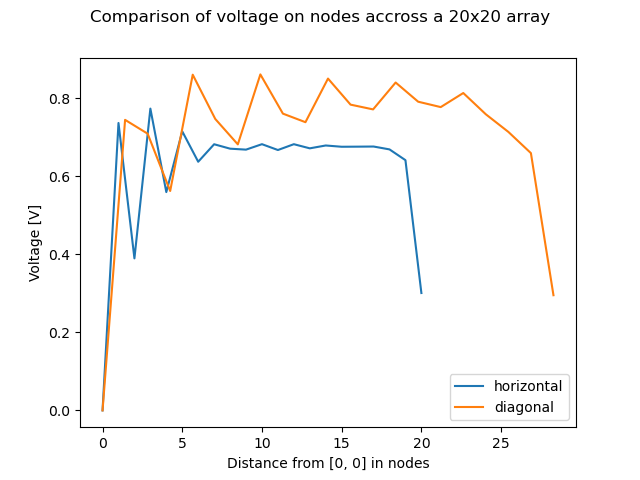 Comparison of voltage on nodes accross a 20x20 array
Voltage [V]
0.8
0.6
0.4
0.2
0.0
0 5 10 15 20 25
Distance from [0, 0] in nodes
horizontal
diagonal